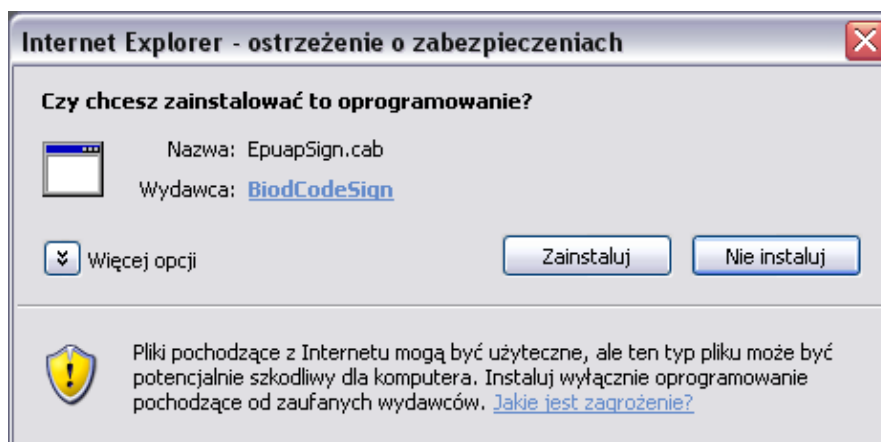 Internet Explorer - ostrzeżenie o zabezpieczeniach
Czy chcesz zainstalować to oprogramowanie?
Nazwa: EpuapSign.cab
Wydawca: BiodCodeSign
Więcej opcji
Zainstaluj
Nie instaluj
Pliki pochodzące z Internetu mogą być użyteczne, ale ten typ pliku może być
potencjalnie szkodliwy dla komputera. Instaluj wyłącznie oprogramowanie
pochodzące od zaufanych wydawców. Jakie jest zagrożenie?